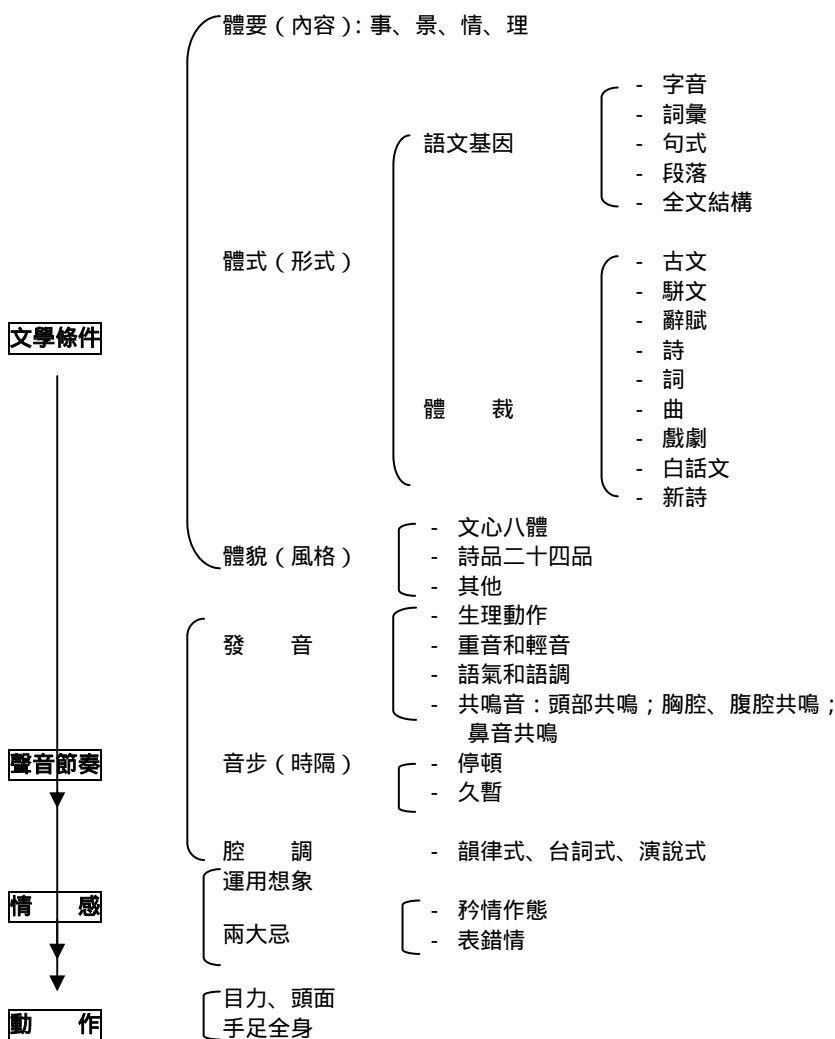 體要（內容）：事、景、情、理
- 字音
- 詞彙
語文基因 - 句式
- 段落
- 全文結構
體式（形式） - 古文
- 駢文
文學條件 - 辭賦
- 詩
- 詞
體　　裁 - 曲
- 戲劇
- 白話文
- 新詩
- 文心八體
體貌（風格） - 詩品二十四品
- 其他
- 生理動作
發　　音 - 重音和輕音
- 語氣和語調
- 共鳴音：頭部共鳴；胸腔、腹腔共鳴；
鼻音共鳴
聲音節奏 音步（時隔） - 停頓
- 久暫
腔　　調 - 韻律式、台詞式、演說式
運用想象
情　　感 - 矜情作態
兩大忌 - 表錯情
目力、頭面
動　　作 手足全身